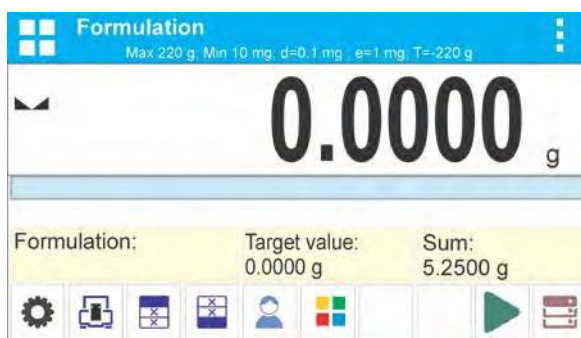 Formulation
Max 220 g; Min 10 mg; d=0.1 mg ; e=1 mg; T=-220 g
0.0000 g
Formulation:
Target value:
0.0000 g
Sum:
5.2500 g